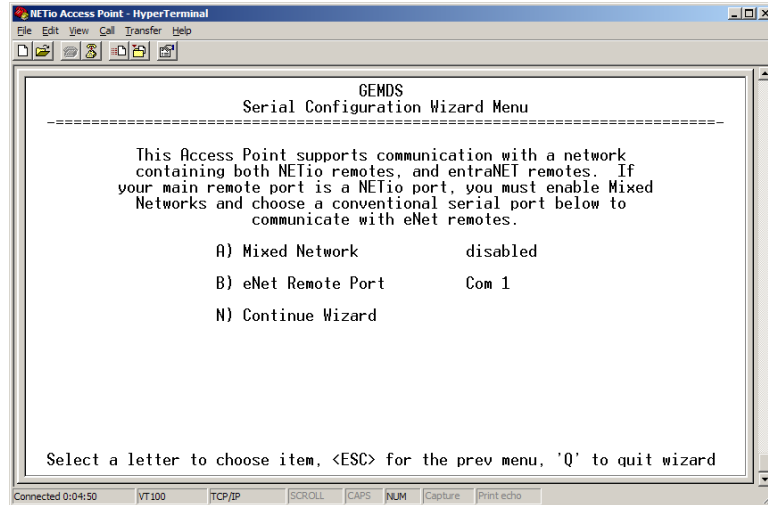 NETio Access Point - HyperTerminal
File Edit View Call Transfer Help
GEMDS
Serial Configuration Wizard Menu
-==========================================================================-
This Access Point supports communication with a network
containing both NETio remotes, and entraNET remotes. If
your main remote port is a NETio port, you must enable Mixed
Networks and choose a conventional serial port below to
communicate with eNet remotes.
A) Mixed Network disabled
B) eNet Remote Port Com 1
N) Continue Wizard
Select a letter to choose item, <ESC> for the prev menu, 'Q' to quit wizard
Connected 0:04:50 VT100 TCP/IP SCROLL CAPS NUM Capture Print echo